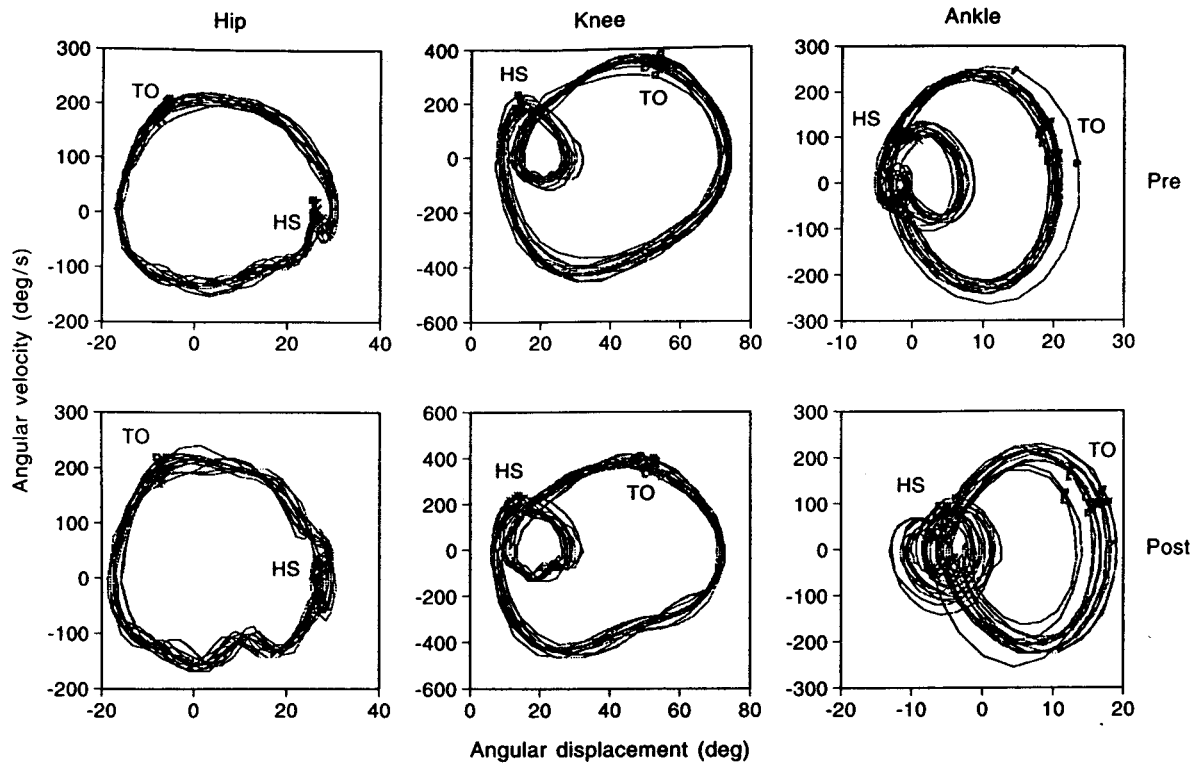 Hip Knee Ankle
300 400 300
TO HS TO
200 200 HS 200
100 0 100
0 -200 0
HS
-100 -400 -100
-200 -600 -200
-300
-20 0 20 40 0 20 40 60 80 -10 0 10 20 30
TO
Pre
Angular velocity (deg/s)
300 600 300
TO HS TO
200 400 HS 200
100 200 100
HS TO
0 0 0
-100 -200 -100
-200 -400 -200
-600 -300
-20 0 20 40 0 20 40 60 80 -20 -10 0 10 20
Post
Angular displacement (deg)